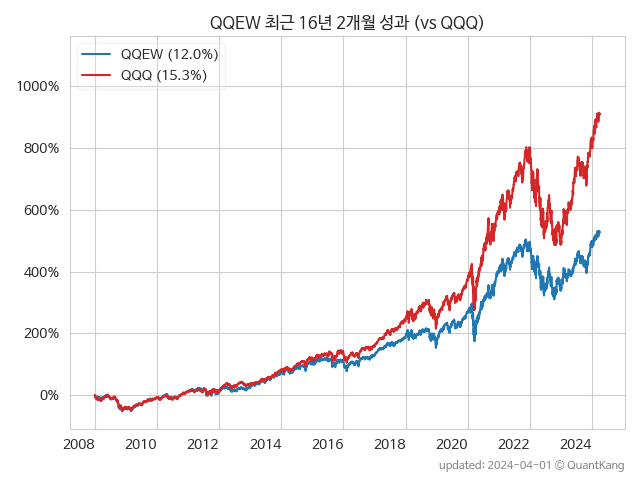 QQEW 최근 16년 2개월 성과 (vs QQQ)
QQEW (12.0%)
QQQ (15.3%)
1000%
800%
600%
400%
200%
0%
2008 2010 2012 2014 2016 2018 2020 2022 2024
updated: 2024-04-01 © QuantKang